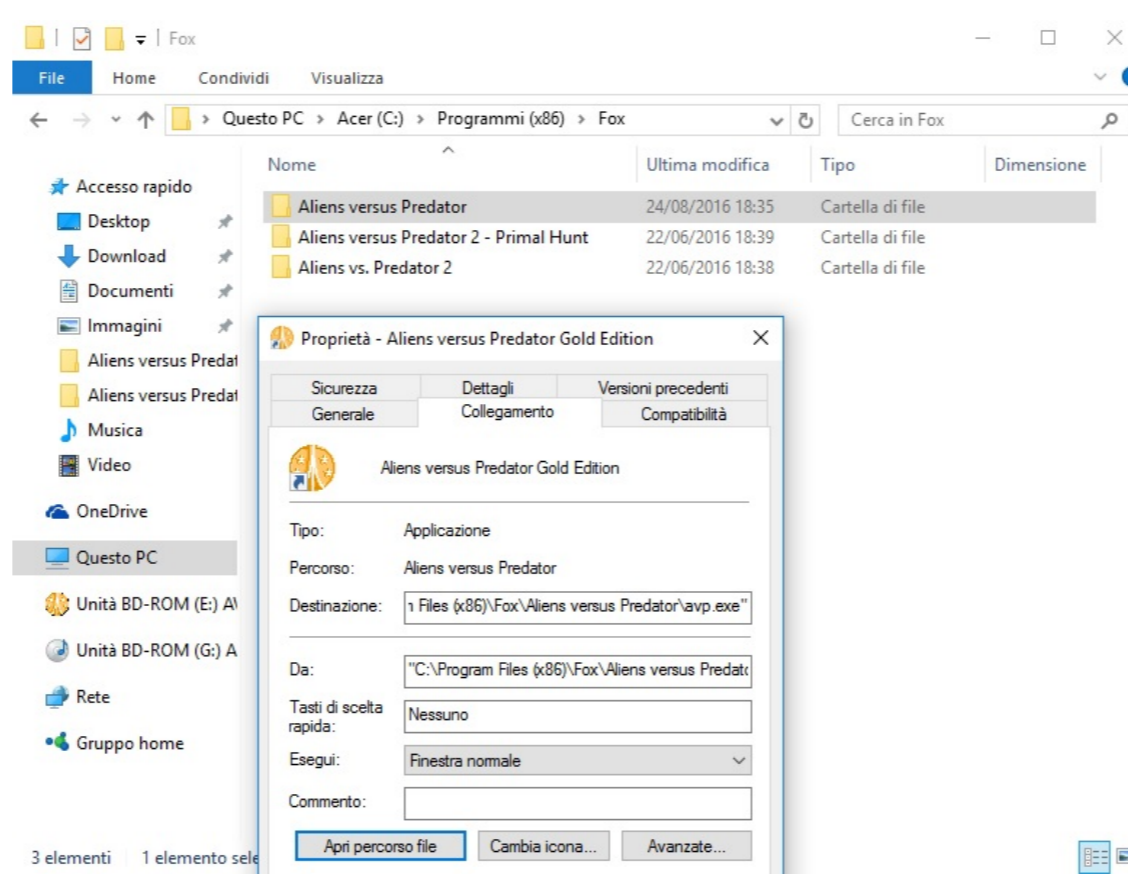 Fox
File Home Condividi Visualizza
Questo PC > Acer (C:) > Programmi (x86) > Fox
Cerca in Fox
Nome Ultima modifica Tipo Dimensione
Accesso rapido
Desktop
Download
Documenti
Immagini
Aliens versus Predat
Aliens versus Predat
Musica
Video
OneDrive
Questo PC
Unità BD-ROM (E:) A
Unità BD-ROM (G:) A
Rete
Gruppo home
Aliens versus Predator 24/08/2016 18:35 Cartella di file
Aliens versus Predator 2 - Primal Hunt 22/06/2016 18:39 Cartella di file
Aliens vs. Predator 2 22/06/2016 18:38 Cartella di file
Proprietà - Aliens versus Predator Gold Edition
Sicurezza Dettagli Versioni precedenti
Generale Collegamento Compatibilità
Aliens versus Predator Gold Edition
Tipo: Applicazione
Percorso: Aliens versus Predator
Destinazione: Files (x86)\Fox\Aliens versus Predator\avp.exe"
Da: "C:\Program Files (x86)\Fox\Aliens versus Predato
Tasti di scelta
rapida:
Nessuno
Esegui: Finestra normale
Commento:
Apri percorso file Cambia icona... Avanzate...
3 elementi 1 elemento sele